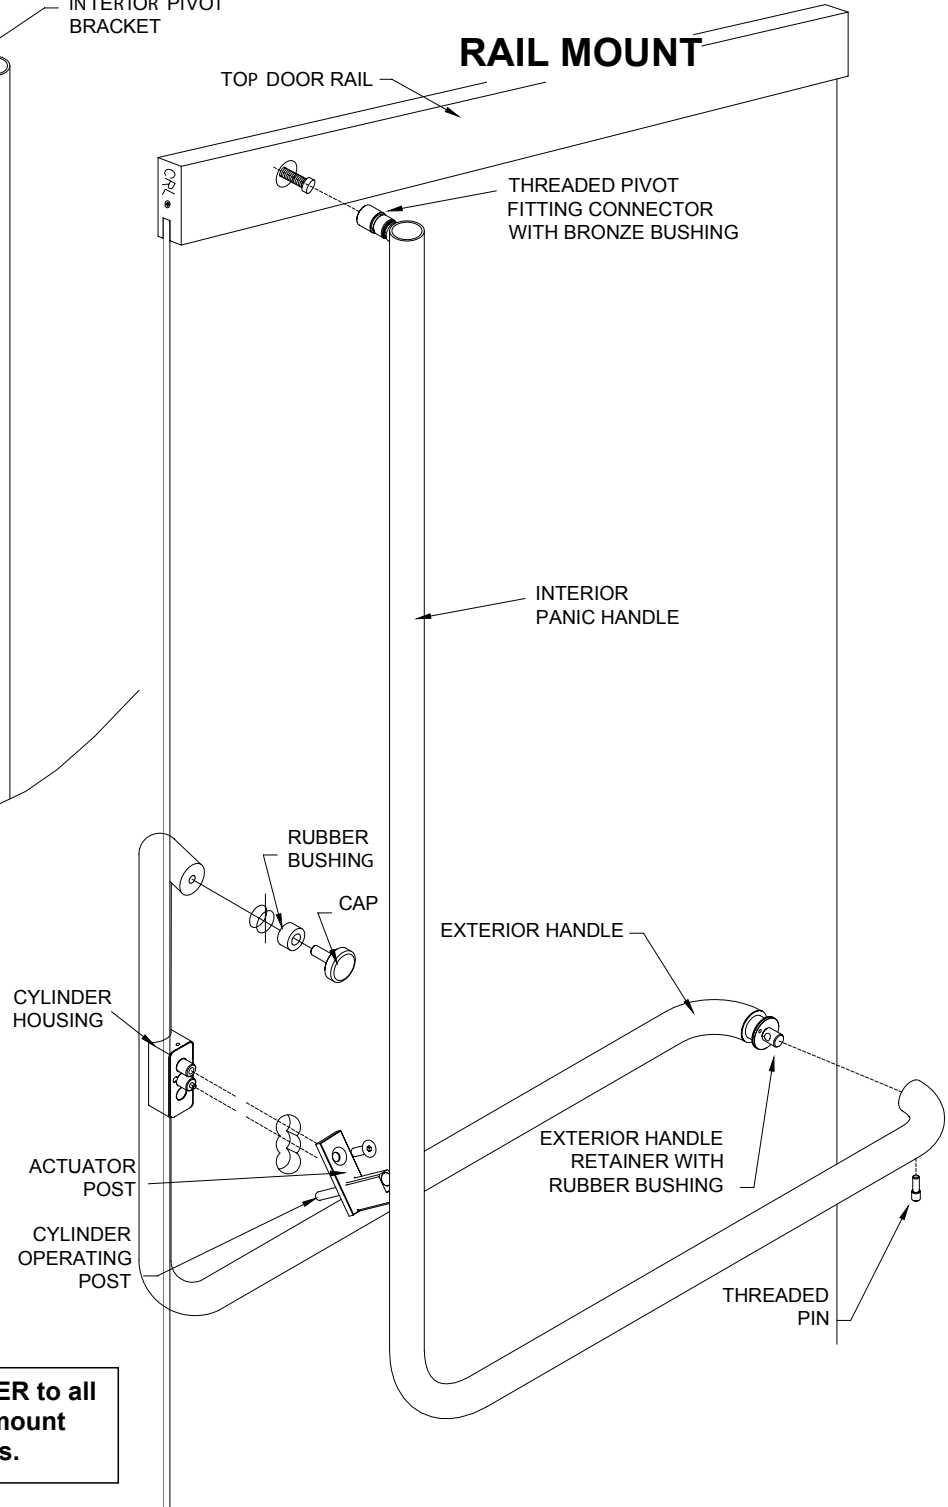 INTERIOR PIVOT
BRACKET
RAIL MOUNT
TOP DOOR RAIL
CRL
THREADED PIVOT
FITTING CONNECTOR
WITH BRONZE BUSHING
INTERIOR
PANIC HANDLE
RUBBER
BUSHING
CAP
EXTERIOR HANDLE
CYLINDER
HOUSING
EXTERIOR HANDLE
RETAINER WITH
RUBBER BUSHING
ACTUATOR
POST
CYLINDER
OPERATING
POST
THREADED
PIN
ER to all
mount
s.